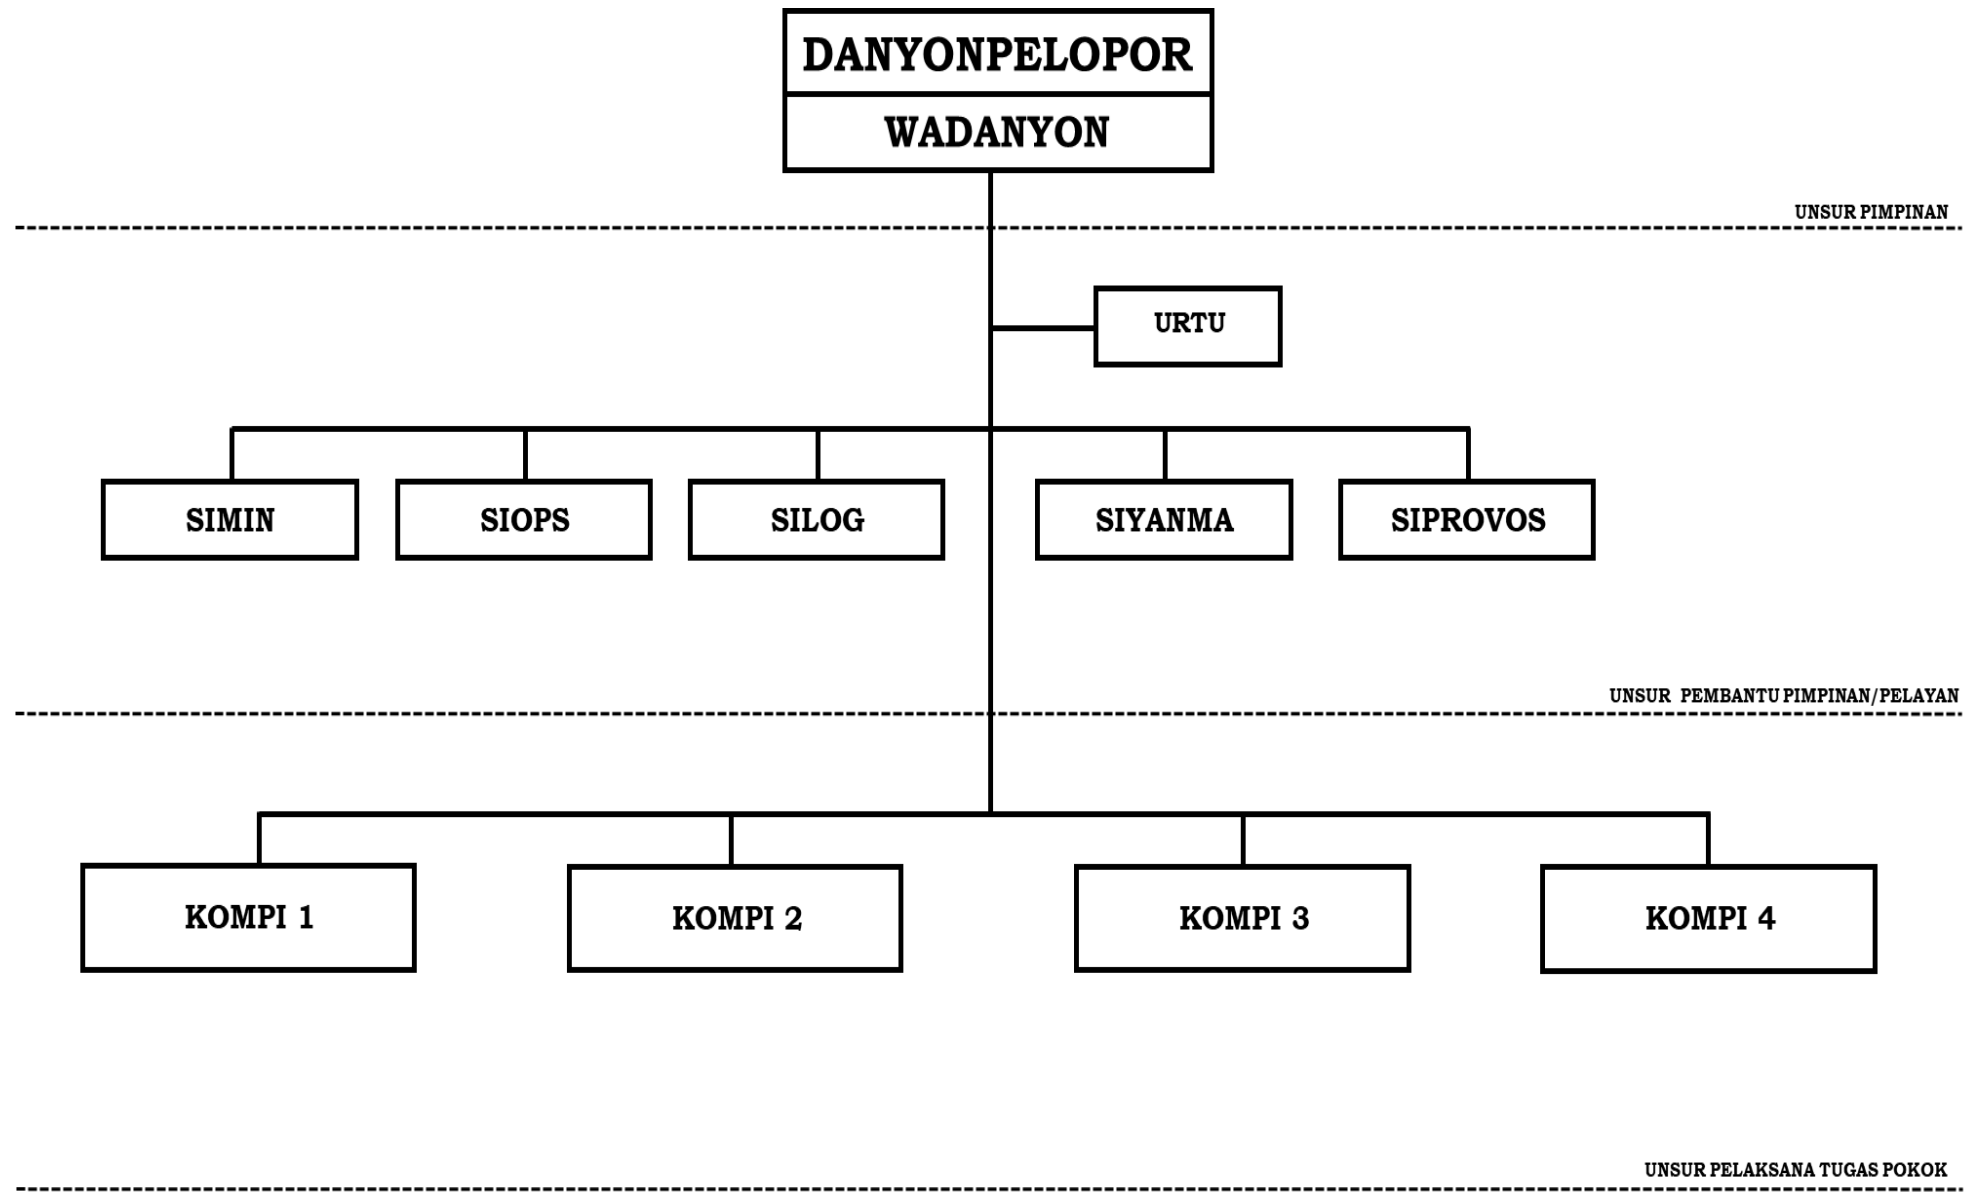 DANYONPELOPOR
WADANYON
UNSUR PIMPINAN
URTU
SIMIN
SIOPS
SILOG
SIYANMA
SIPROVOS
UNSUR PEMBANTU PIMPINAN/PELAYAN
KOMPI 1
KOMPI 2
KOMPI 3
KOMPI 4
UNSUR PELAKSANA TUGAS POKOK